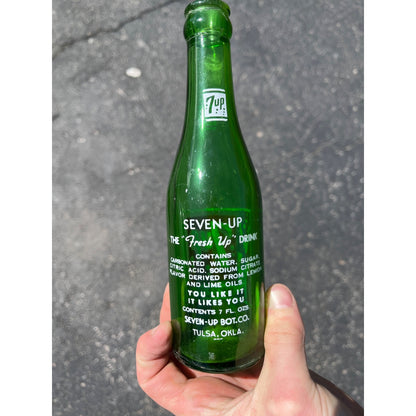 7up
SEVEN-UP
THE "Fresh Up" DRINK
CONTAINS
CARBONATED WATER, SUGAR,
CITRIC ACID, SODIUM CITRATE
FLAVOR DERIVED FROM LEMON
AND LIME OILS
YOU LIKE IT
IT LIKES YOU
CONTENTS 7 FL. OZS.
SEVEN-UP BOT. CO.
TULSA, OKLA.